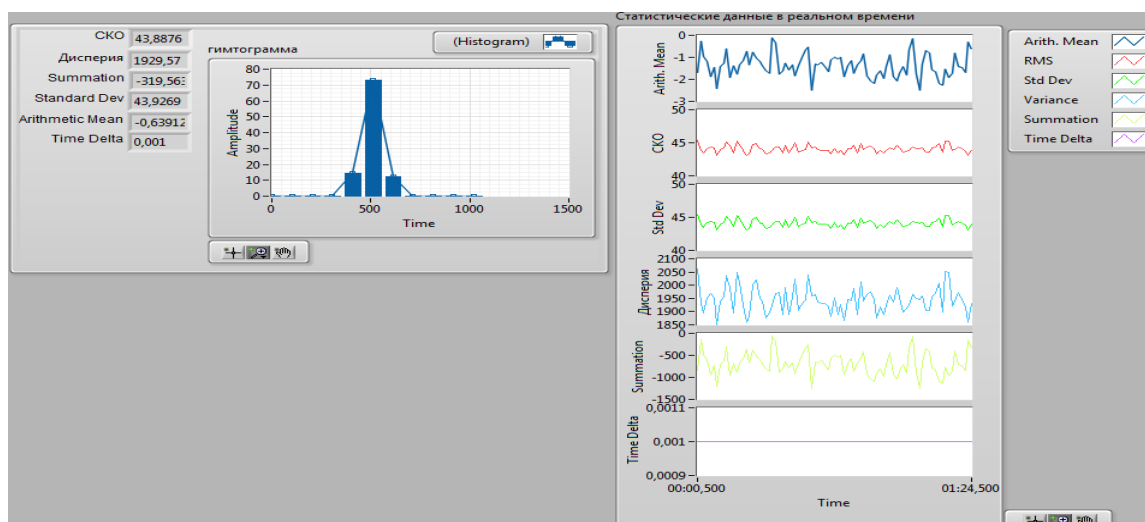 СКО 43,8876
Дисперия 1929,57
Summation -319,563
Standard Dev 43,9269
Arithmetic Mean -0,63912
Time Delta 0,001
гимтограмма
(Histogram)
Amplitude
80
70
60
50
40
30
20
10
0
0 500 1000 1500
Time
Статистические данные в реальном времени
Arith. Mean
0
-1
-2
-3
СКО
50
45
40
Std Dev
50
45
40
Дисперия
2100
2050
2000
1950
1900
1850
Summation
0
-500
-1000
-1500
Time Delta
0,0011
0,001
0,0009
00:00,500 01:24,500
Time
Arith. Mean
RMS
Std Dev
Variance
Summation
Time Delta